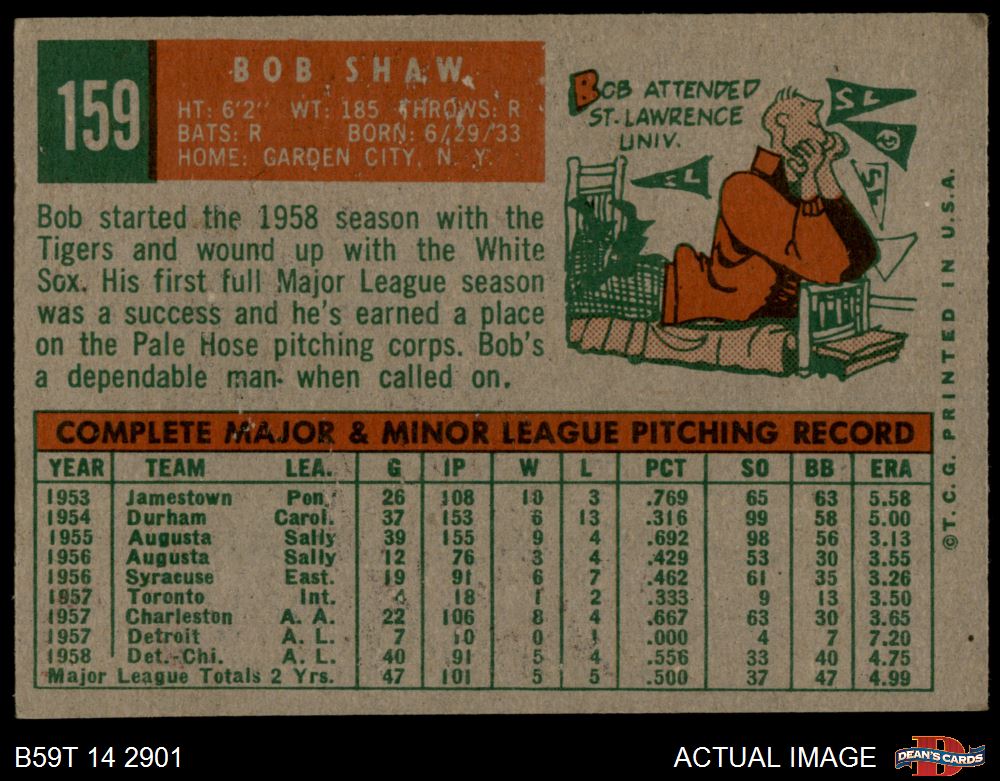 159
BOB SHAW
HT: 6'2" WT: 185 THROWS: R
BATS: R BORN: 6/29/33
HOME: GARDEN CITY, N. Y.
Bob started the 1958 season with the
Tigers and wound up with the White
Sox. His first full Major League season
was a success and he's earned a place
on the Pale Hose pitching corps. Bob's
a dependable man when called on.
BOB ATTENDED
ST. LAWRENCE
UNIV.
SL
SL
SL
COMPLETE MAJOR & MINOR LEAGUE PITCHING RECORD
YEAR TEAM LEA. G IP W L PCT SO BB ERA
1953 Jamestown Pon. 26 108 10 3 .769 65 63 5.58
1954 Durham Carol. 37 153 6 13 .316 99 58 5.00
1955 Augusta Sally 39 155 9 4 .692 98 56 3.13
1956 Augusta Sally 12 76 3 4 .429 53 30 3.55
1956 Syracuse East. 19 91 6 7 .462 61 35 3.26
1957 Toronto Int. 4 18 1 2 .333 9 13 3.50
1957 Charleston A. A. 22 106 8 4 .667 63 30 3.65
1957 Detroit A. L. 7 10 0 1 .000 4 7 7.20
1958 Det.-Chi. A. L. 40 91 5 4 .556 33 40 4.75
Major League Totals 2 Yrs. 47 101 5 5 .500 37 47 4.99
©T.C.G. PRINTED IN U.S.A.
B59T 14 2901
ACTUAL IMAGE
D
DEAN'S CARDS